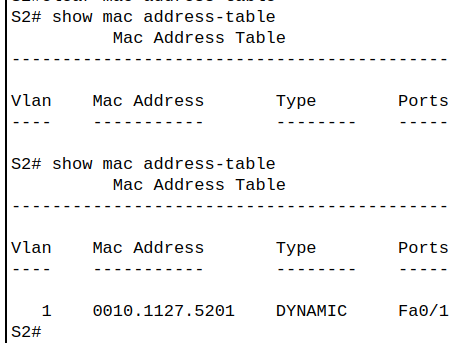 S2# show mac address-table
          Mac Address Table
-------------------------------------------
Vlan    Mac Address       Type        Ports
----    -----------       --------    -----
S2# show mac address-table
          Mac Address Table
-------------------------------------------
Vlan    Mac Address       Type        Ports
----    -----------       --------    -----
   1    0010.1127.5201    DYNAMIC     Fa0/1
S2#